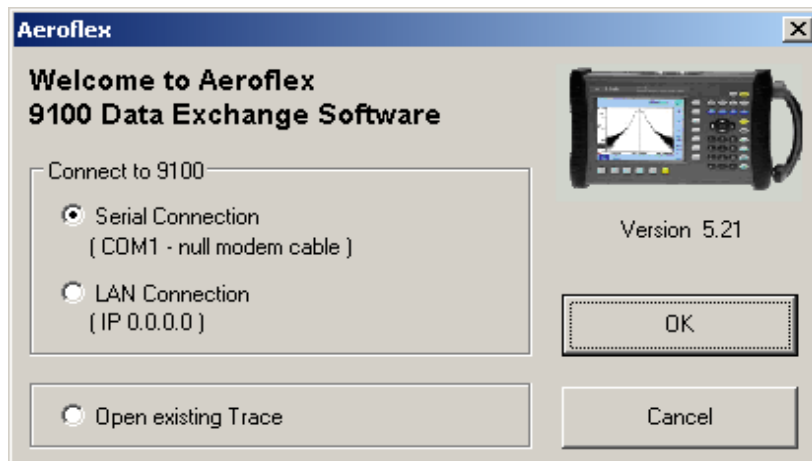 Aeroflex
Welcome to Aeroflex
9100 Data Exchange Software
Connect to 9100
Serial Connection
( COM1 - null modem cable )
LAN Connection
( IP 0.0.0.0 )
Open existing Trace
Version 5.21
OK
Cancel